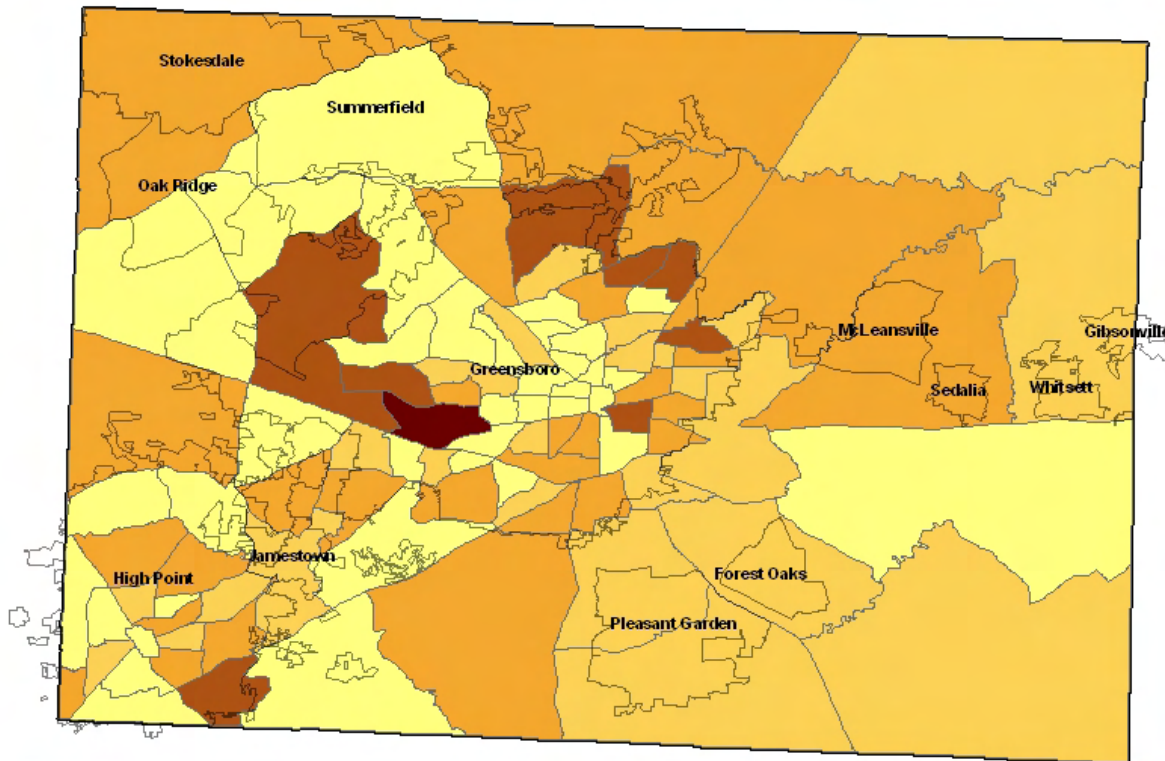 Stokesdale
Summerfield
Oak Ridge
McLeansville
Gibsonville
Greensboro
Sedalia
Whitsett
Jamestown
High Point
Forest Oaks
Pleasant Garden